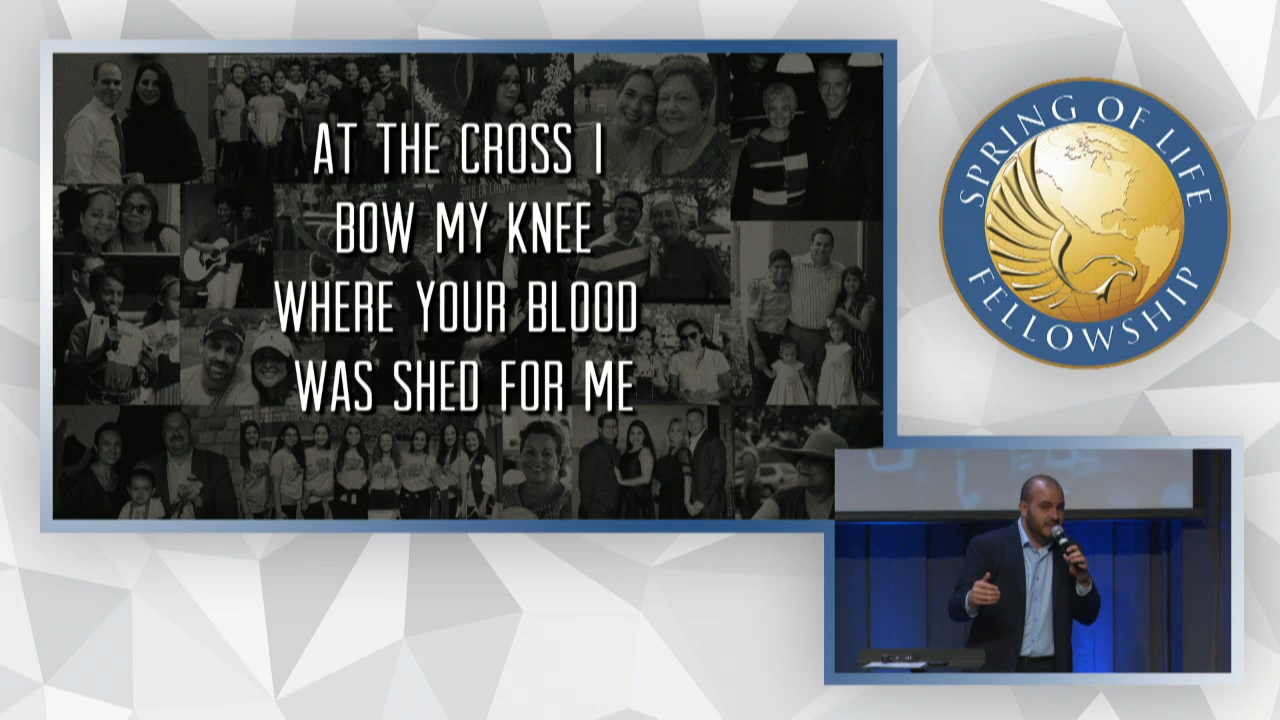 AT THE CROSS I
BOW MY KNEE
WHERE YOUR BLOOD
WAS SHED FOR ME
SPRING OF LIFE
FELLOWSHIP